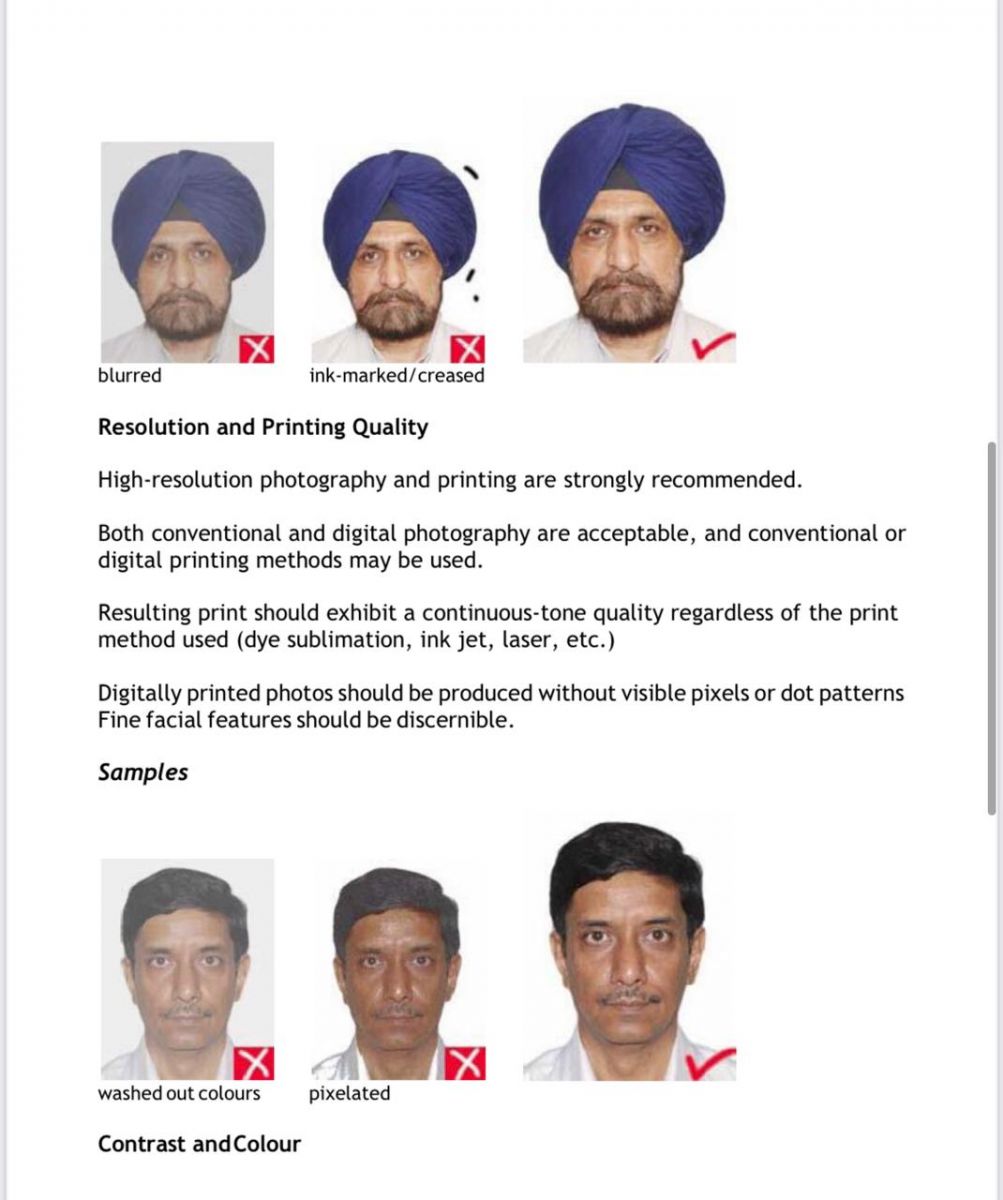 blurred
ink-marked/creased
Resolution and Printing Quality
High-resolution photography and printing are strongly recommended.
Both conventional and digital photography are acceptable, and conventional or
digital printing methods may be used.
Resulting print should exhibit a continuous-tone quality regardless of the print
method used (dye sublimation, ink jet, laser, etc.)
Digitally printed photos should be produced without visible pixels or dot patterns
Fine facial features should be discernible.
Samples
washed out colours
pixelated
Contrast and Colour